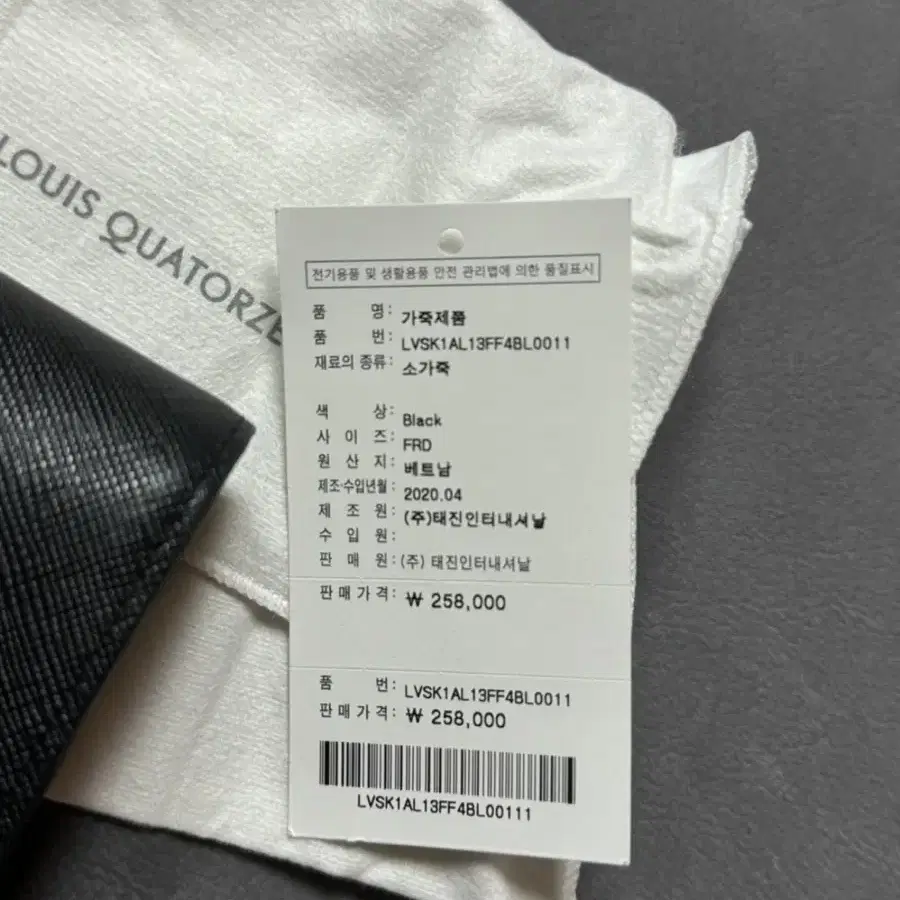 LOUIS QUATORZE
전기용품 및 생활용품 안전 관리법에 의한 품질표시
품 명: 가죽제품
품 번: LVSK1AL13FF4BL0011
재료의 종류: 소가죽
색 상: Black
사 이 즈: FRD
원 산 지: 베트남
제조·수입년월: 2020.04
제 조 원: (주)태진인터내셔날
수 입 원:
판 매 원: (주) 태진인터내셔날
판 매 가 격: ₩ 258,000
품 번: LVSK1AL13FF4BL0011
판 매 가 격: ₩ 258,000
LVSK1AL13FF4BL00111